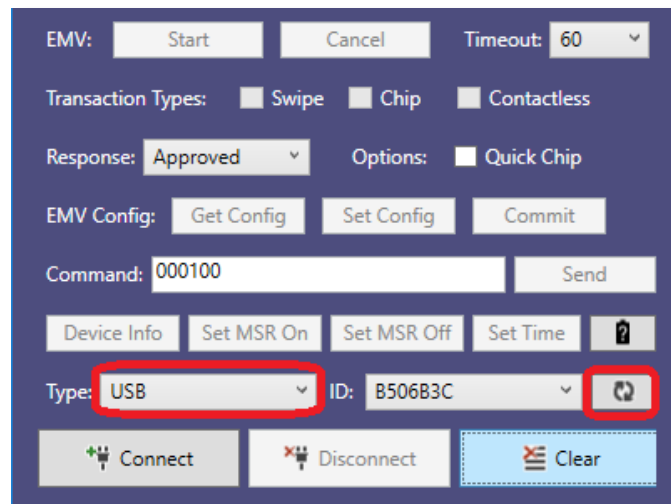 EMV: Start Cancel Timeout: 60
Transaction Types: Swipe Chip Contactless
Response: Approved Options: Quick Chip
EMV Config: Get Config Set Config Commit
Command: 000100 Send
Device Info Set MSR On Set MSR Off Set Time ?
Type: USB ID: B506B3C
Connect Disconnect Clear